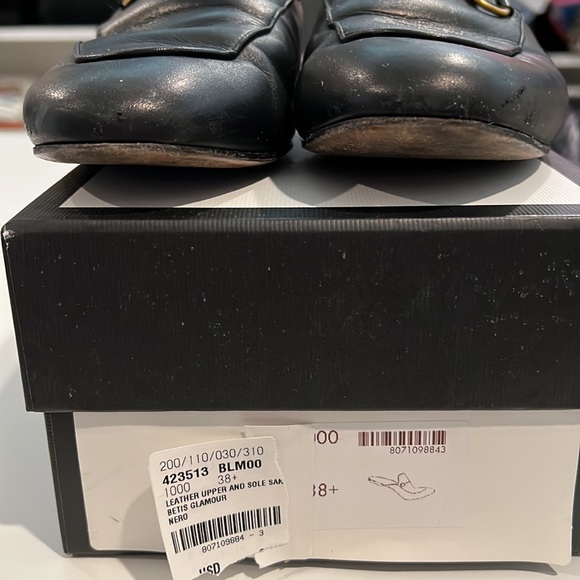 200/110/030/310
423513 BLM00
1000 38+
LEATHER UPPER AND SOLE SAK
BETIS GLAMOUR
NERO
807109884 - 3
USD
00
8071098843
38+